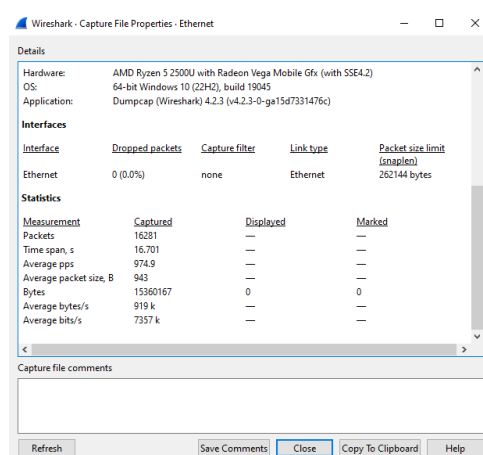 Wireshark · Capture File Properties · Ethernet
Details
Hardware: AMD Ryzen 5 2500U with Radeon Vega Mobile Gfx (with SSE4.2)
OS: 64-bit Windows 10 (22H2), build 19045
Application: Dumpcap (Wireshark) 4.2.3 (v4.2.3-0-ga15d7331476c)
Interfaces
Interface Dropped packets Capture filter Link type Packet size limit
(snaplen)
Ethernet 0 (0.0%) none Ethernet 262144 bytes
Statistics
Measurement Captured Displayed Marked
Packets 16281 — —
Time span, s 16.701 — —
Average pps 974.9 — —
Average packet size, B 943 — —
Bytes 15360167 0 0
Average bytes/s 919 k — —
Average bits/s 7357 k — —
Capture file comments
Refresh Save Comments Close Copy To Clipboard Help